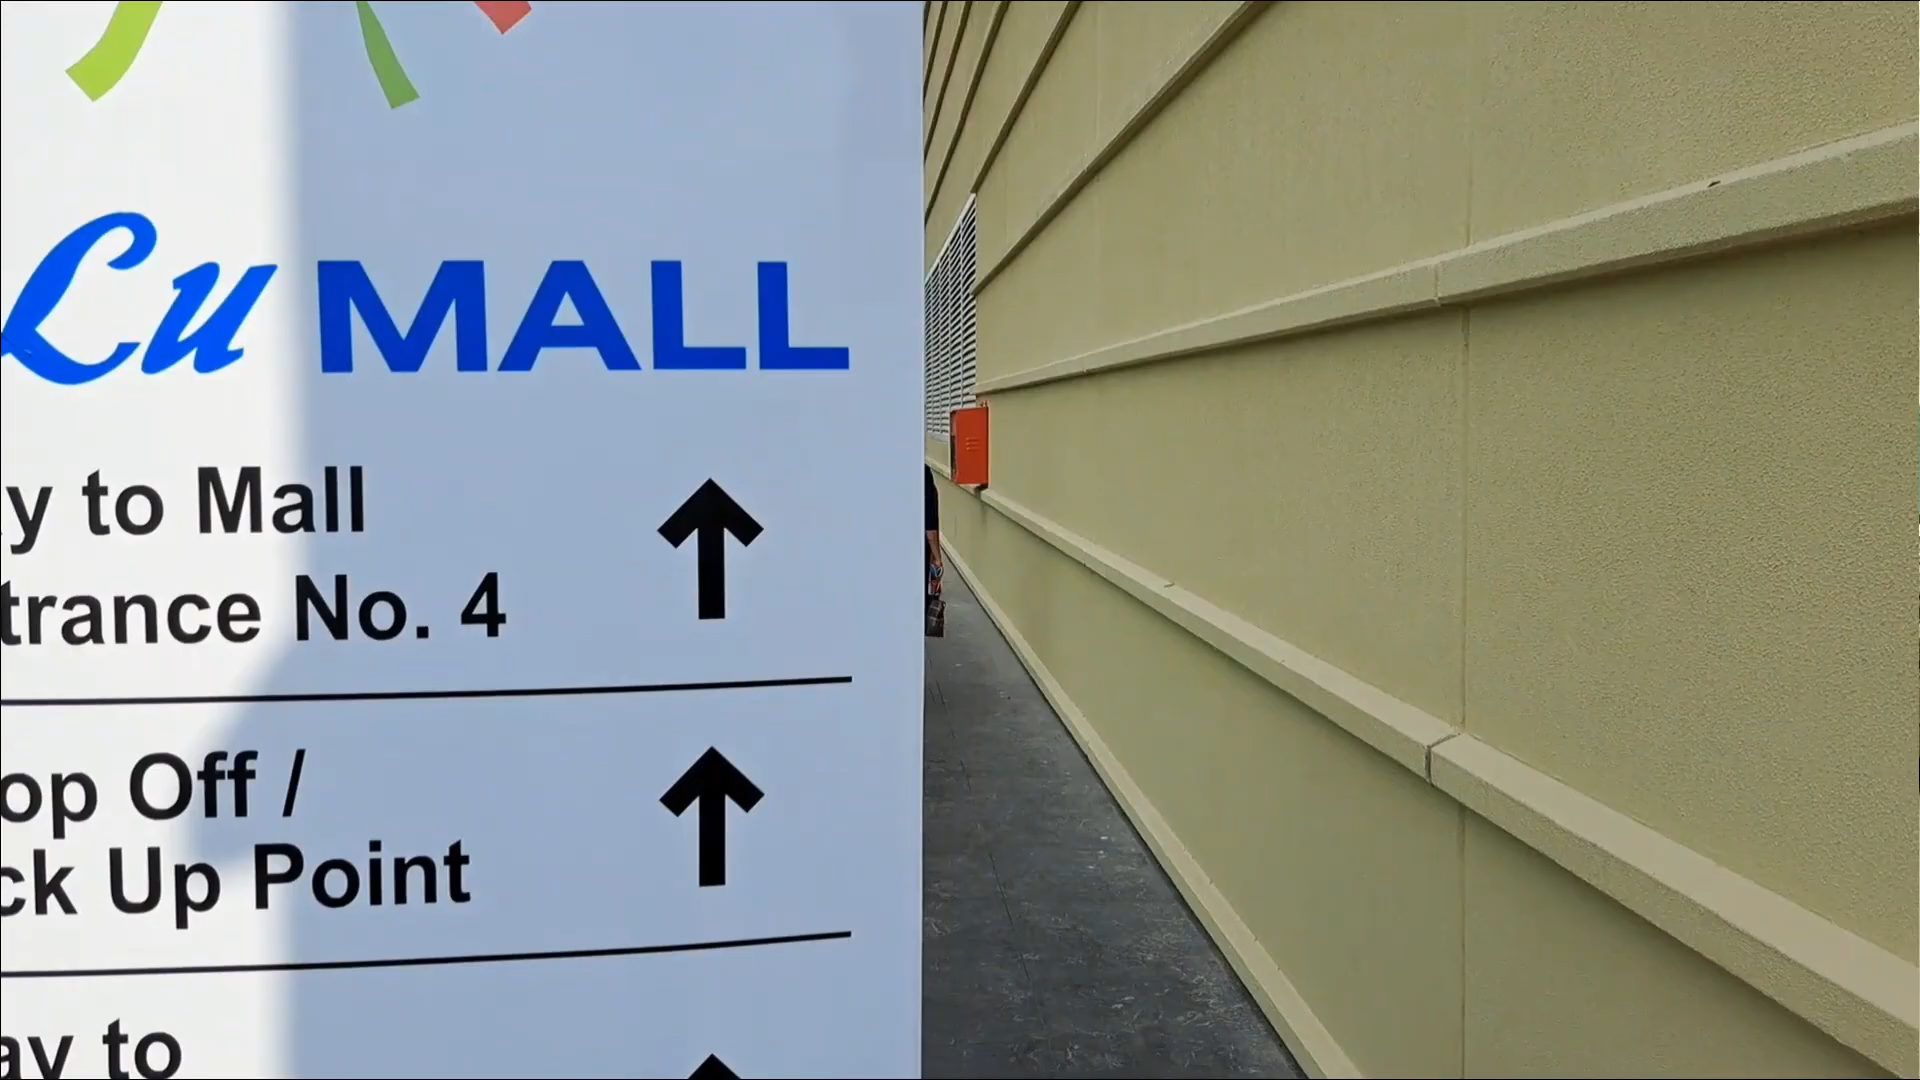 Lu MALL
y to Mall
trance No. 4
op Off /
ck Up Point
ay to